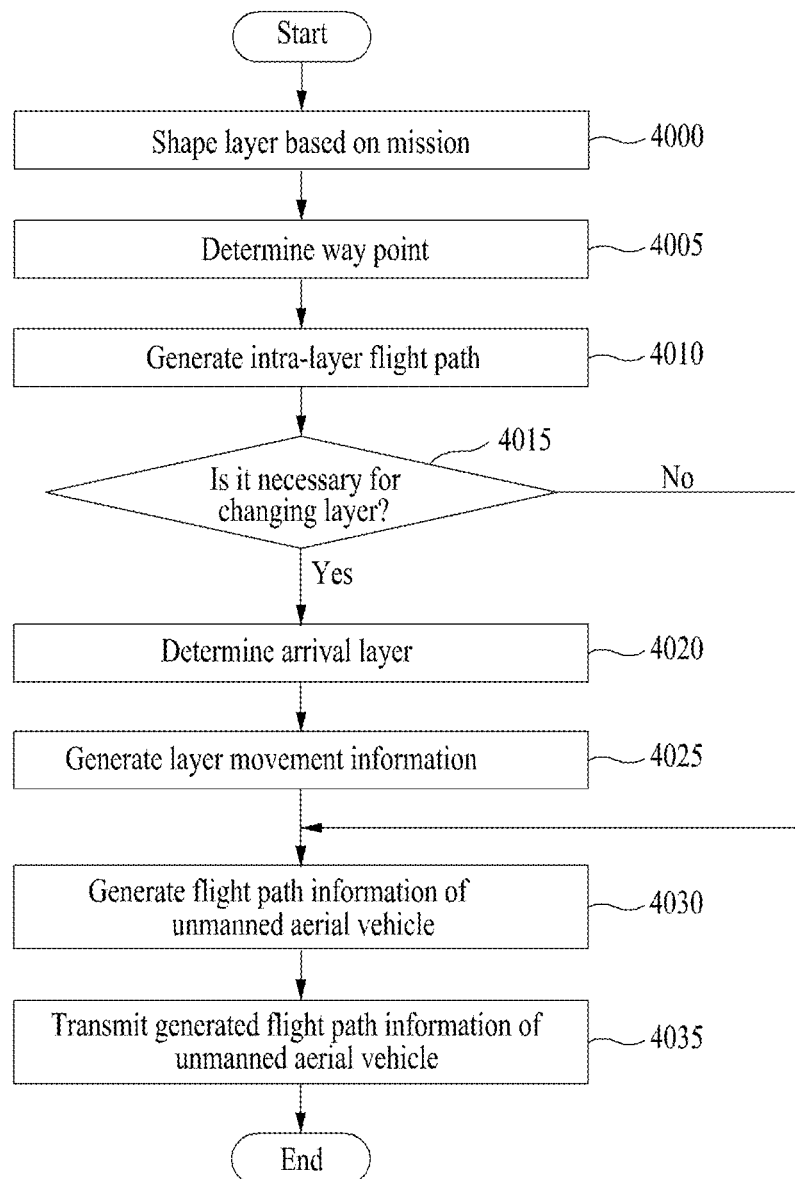 Start
Shape layer based on mission
4000
Determine way point
4005
Generate intra-layer flight path
4010
4015
Is it necessary for
changing layer?
No
Yes
Determine arrival layer
4020
Generate layer movement information
4025
Generate flight path information of
unmanned aerial vehicle
4030
Transmit generated flight path information of
unmanned aerial vehicle
4035
End